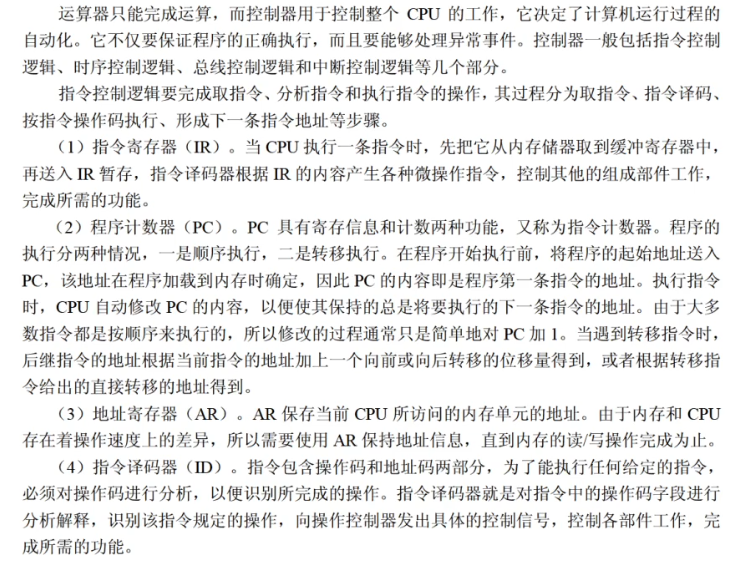 运算器只能完成运算，而控制器用于控制整个 CPU 的工作，它决定了计算机运行过程的
自动化。它不仅要保证程序的正确执行，而且要能够处理异常事件。控制器一般包括指令控制
逻辑、时序控制逻辑、总线控制逻辑和中断控制逻辑等几个部分。
指令控制逻辑要完成取指令、分析指令和执行指令的操作，其过程分为取指令、指令译码、
按指令操作码执行、形成下一条指令地址等步骤。
（1）指令寄存器（IR）。当 CPU 执行一条指令时，先把它从内存储器取到缓冲寄存器中，
再送入 IR 暂存，指令译码器根据 IR 的内容产生各种微操作指令，控制其他的组成部件工作，
完成所需的功能。
（2）程序计数器（PC）。PC 具有寄存信息和计数两种功能，又称为指令计数器。程序的
执行分两种情况，一是顺序执行，二是转移执行。在程序开始执行前，将程序的起始地址送入
PC，该地址在程序加载到内存时确定，因此 PC 的内容即是程序第一条指令的地址。执行指令
时，CPU 自动修改 PC 的内容，以便使其保持的总是将要执行的下一条指令的地址。由于大多
数指令都是按顺序来执行的，所以修改的过程通常只是简单地对 PC 加 1。当遇到转移指令时，
后继指令的地址根据当前指令的地址加上一个向前或向后转移的位移量得到，或者根据转移指
令给出的直接转移的地址得到。
（3）地址寄存器（AR）。AR 保存当前 CPU 所访问的内存单元的地址。由于内存和 CPU
存在着操作速度上的差异，所以需要使用 AR 保持地址信息，直到内存的读/写操作完成为止。
（4）指令译码器（ID）。指令包含操作码和地址码两部分，为了能执行任何给定的指令，
必须对操作码进行分析，以便识别所完成的操作。指令译码器就是对指令中的操作码字段进行
分析解释，识别该指令规定的操作，向操作控制器发出具体的控制信号，控制各部件工作，完
成所需的功能。